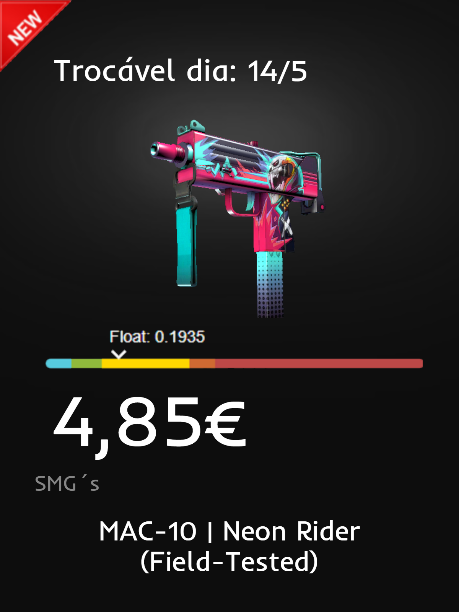 NEW
Trocável dia: 14/5
Float: 0.1935
4,85€
SMG´s
MAC-10 | Neon Rider
(Field-Tested)